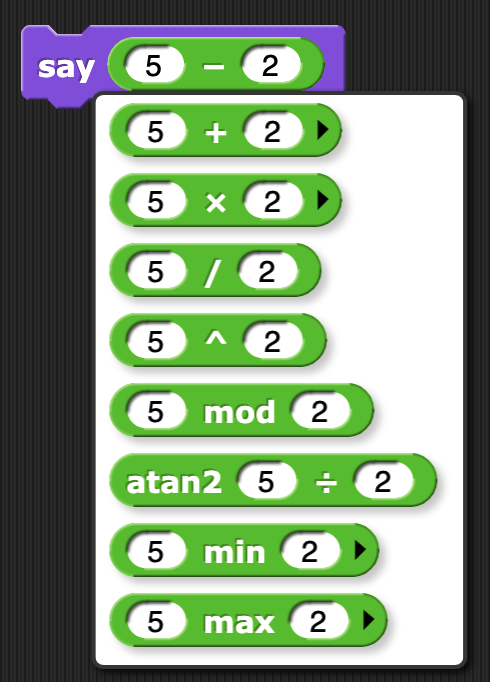 say 5 − 2
5 + 2
5 × 2
5 / 2
5 ^ 2
5 mod 2
atan2 5 ÷ 2
5 min 2
5 max 2